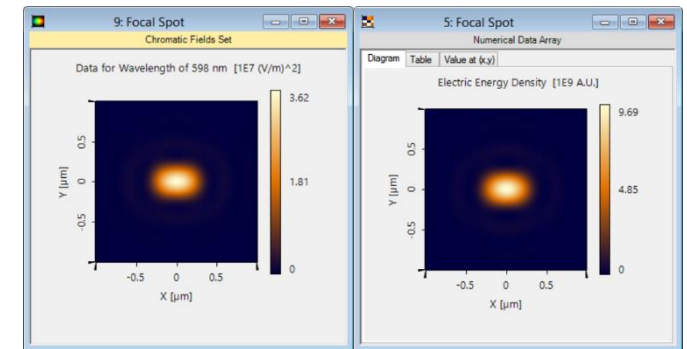 9: Focal Spot
Chromatic Fields Set
Data for Wavelength of 598 nm [1E7 (V/m)^2]
3.62
1.81
0
0.5
0
-0.5
Y [µm]
-0.5 0 0.5
X [µm]
5: Focal Spot
Numerical Data Array
Diagram Table Value at (x,y)
Electric Energy Density [1E9 A.U.]
9.69
4.85
0
0.5
0
-0.5
Y [µm]
-0.5 0 0.5
X [µm]